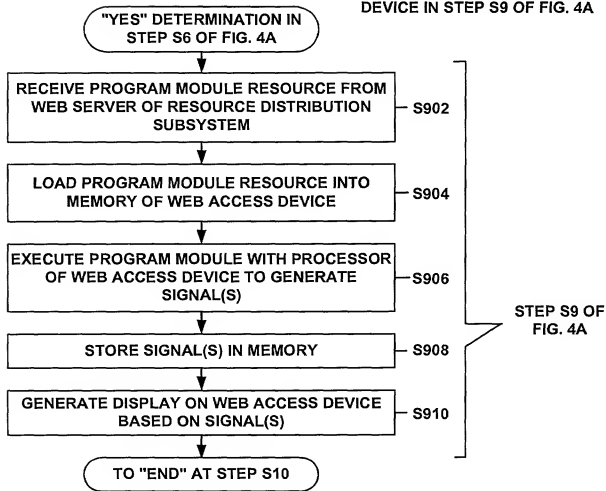 DEVICE IN STEP S9 OF FIG. 4A
"YES" DETERMINATION IN
STEP S6 OF FIG. 4A
RECEIVE PROGRAM MODULE RESOURCE FROM
WEB SERVER OF RESOURCE DISTRIBUTION
SUBSYSTEM
S902
LOAD PROGRAM MODULE RESOURCE INTO
MEMORY OF WEB ACCESS DEVICE
S904
EXECUTE PROGRAM MODULE WITH PROCESSOR
OF WEB ACCESS DEVICE TO GENERATE
SIGNAL(S)
S906
STEP S9 OF
FIG. 4A
STORE SIGNAL(S) IN MEMORY
S908
GENERATE DISPLAY ON WEB ACCESS DEVICE
BASED ON SIGNAL(S)
S910
TO "END" AT STEP S10